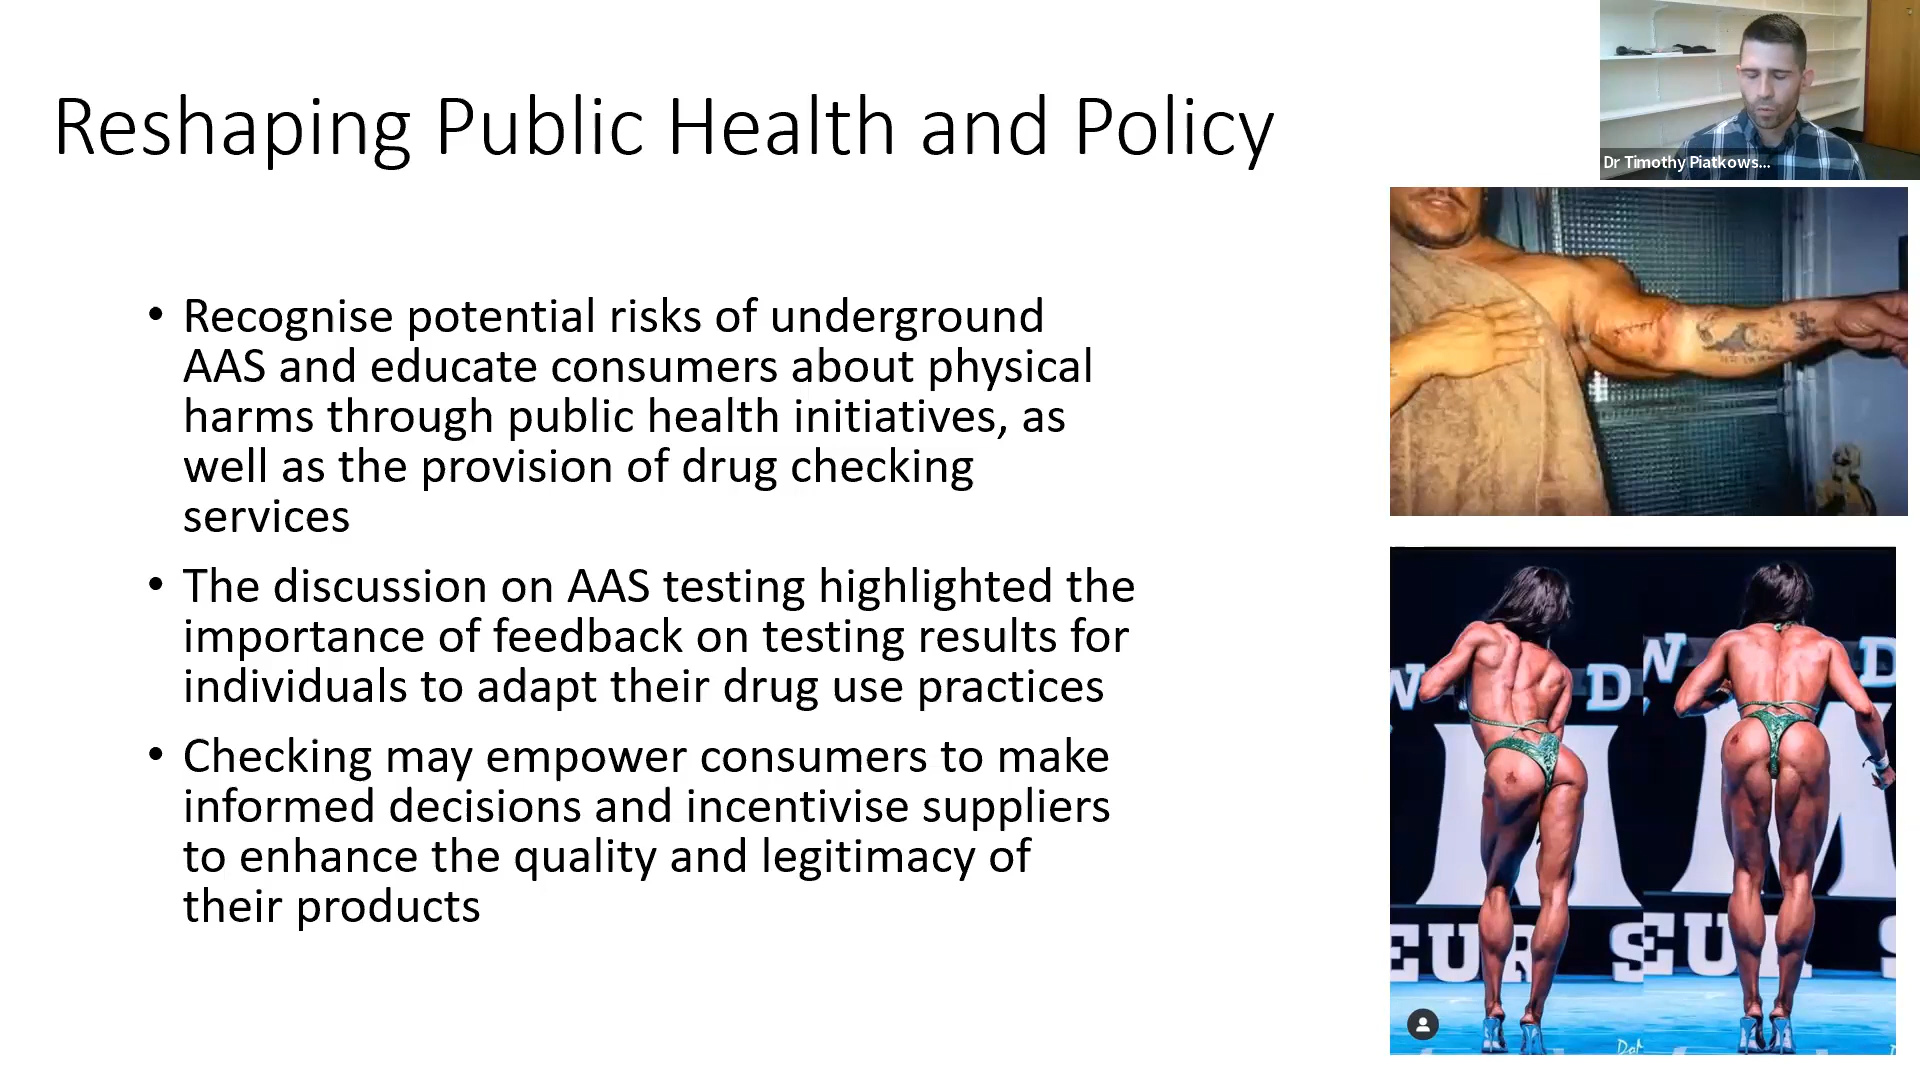 Reshaping Public Health and Policy
Dr Timothy Piatkows...
• Recognise potential risks of underground
AAS and educate consumers about physical
harms through public health initiatives, as
well as the provision of drug checking
services
• The discussion on AAS testing highlighted the
importance of feedback on testing results for
individuals to adapt their drug use practices
• Checking may empower consumers to make
informed decisions and incentivise suppliers
to enhance the quality and legitimacy of
their products
W D W D
M M
EUR S EUR S